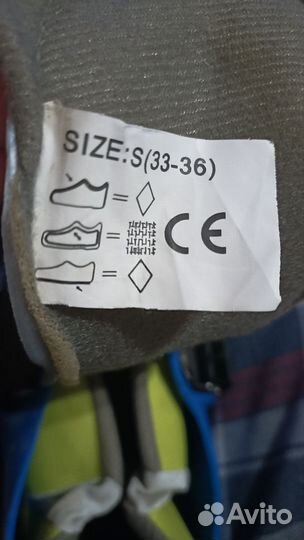 SIZE:S(33-36)
=
= CE
=
Avito